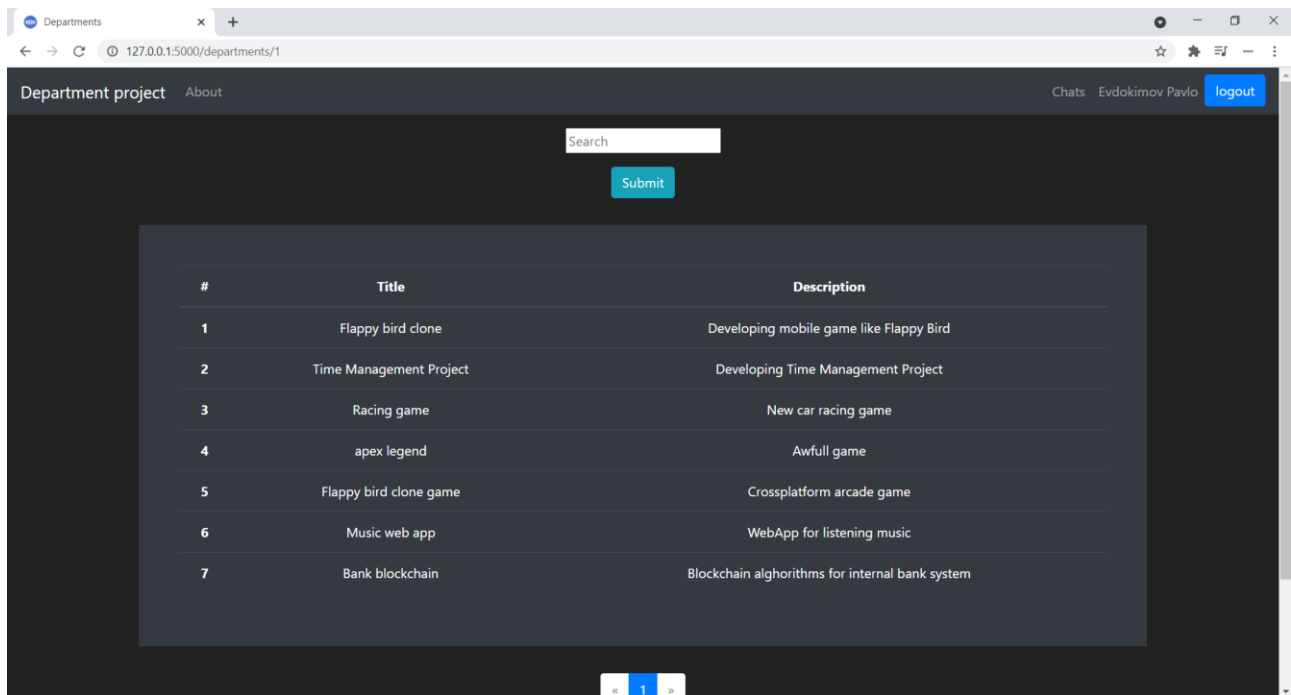 Departments
127.0.0.1:5000/departments/1
Department project About Chats Evdokimov Pavlo logout
Search
Submit
# Title Description
1 Flappy bird clone Developing mobile game like Flappy Bird
2 Time Management Project Developing Time Management Project
3 Racing game New car racing game
4 apex legend Awfull game
5 Flappy bird clone game Crossplatform arcade game
6 Music web app WebApp for listening music
7 Bank blockchain Blockchain alghorithms for internal bank system
« 1 »